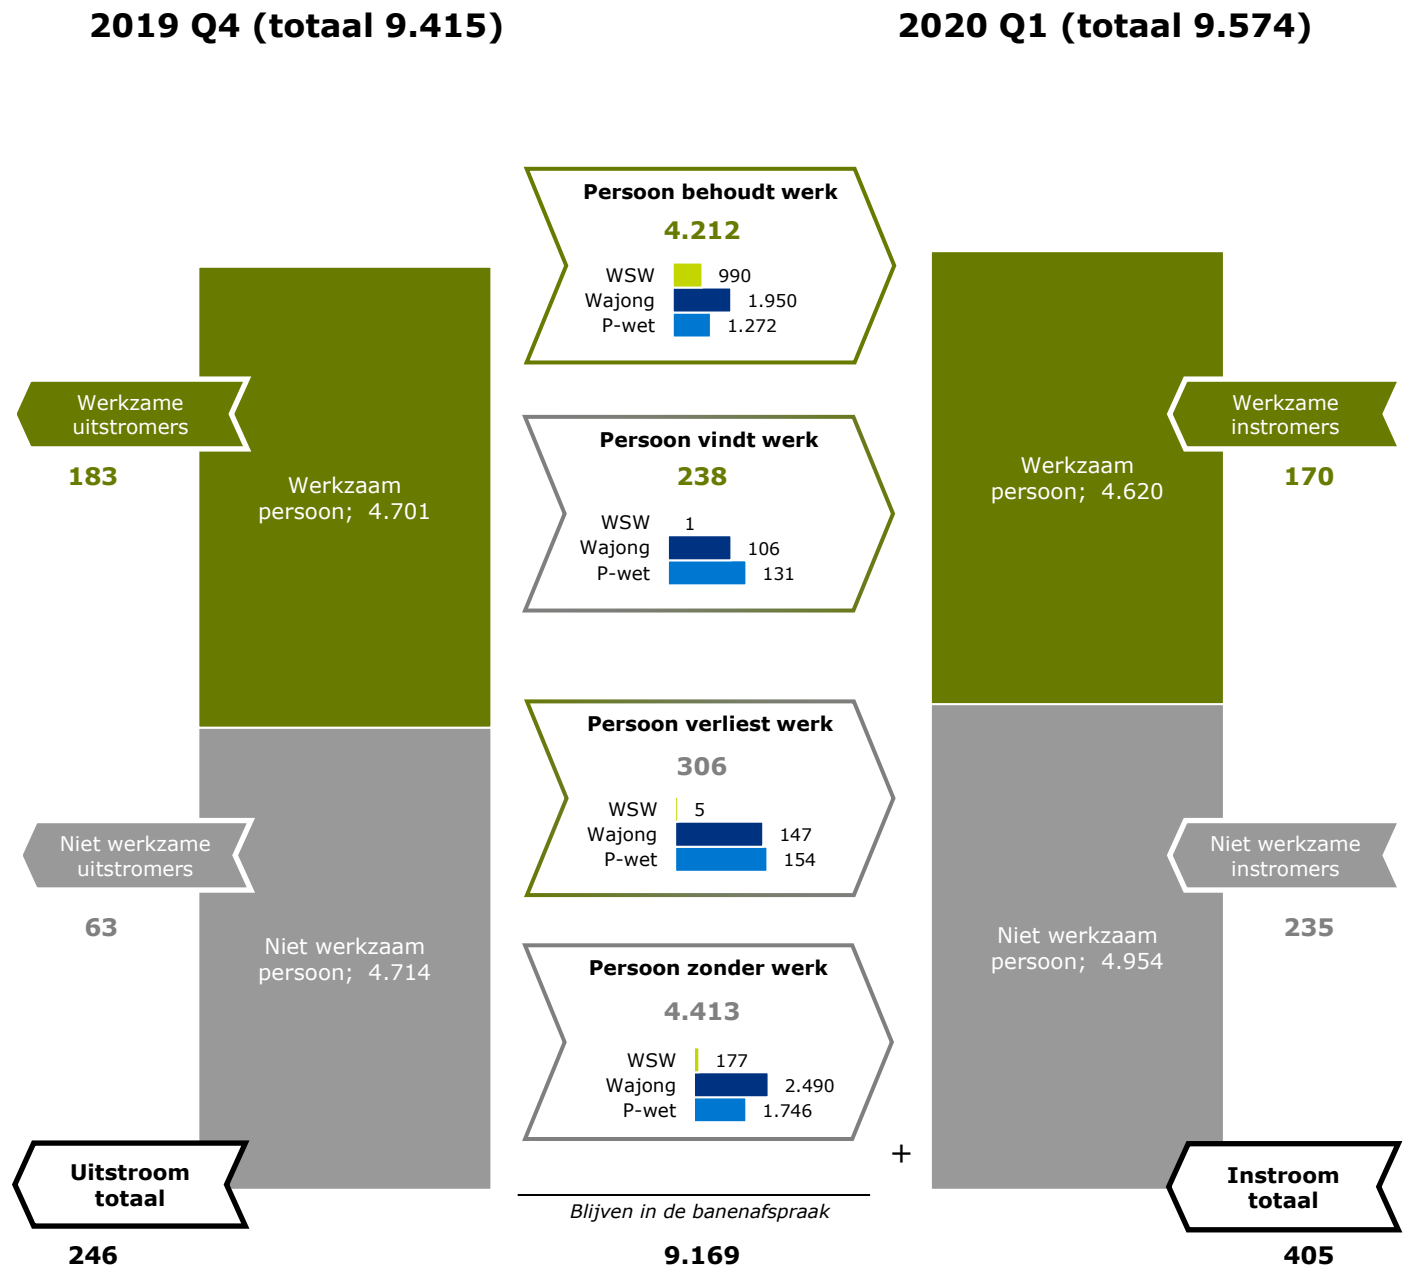 2019 Q4 (totaal 9.415)
2020 Q1 (totaal 9.574)
Persoon behoudt werk
4.212
WSW 990
Wajong 1.950
P-wet 1.272
Werkzame
uitstromers
183
Werkzaam
persoon; 4.701
Persoon vindt werk
238
WSW 1
Wajong 106
P-wet 131
Werkzaam
persoon; 4.620
Werkzame
instromers
170
Persoon verliest werk
306
WSW 5
Wajong 147
P-wet 154
Niet werkzame
uitstromers
63
Niet werkzaam
persoon; 4.714
Persoon zonder werk
4.413
WSW 177
Wajong 2.490
P-wet 1.746
Niet werkzaam
persoon; 4.954
Niet werkzame
instromers
235
+
Uitstroom
totaal
246
Blijven in de banenafspraak
9.169
Instroom
totaal
405